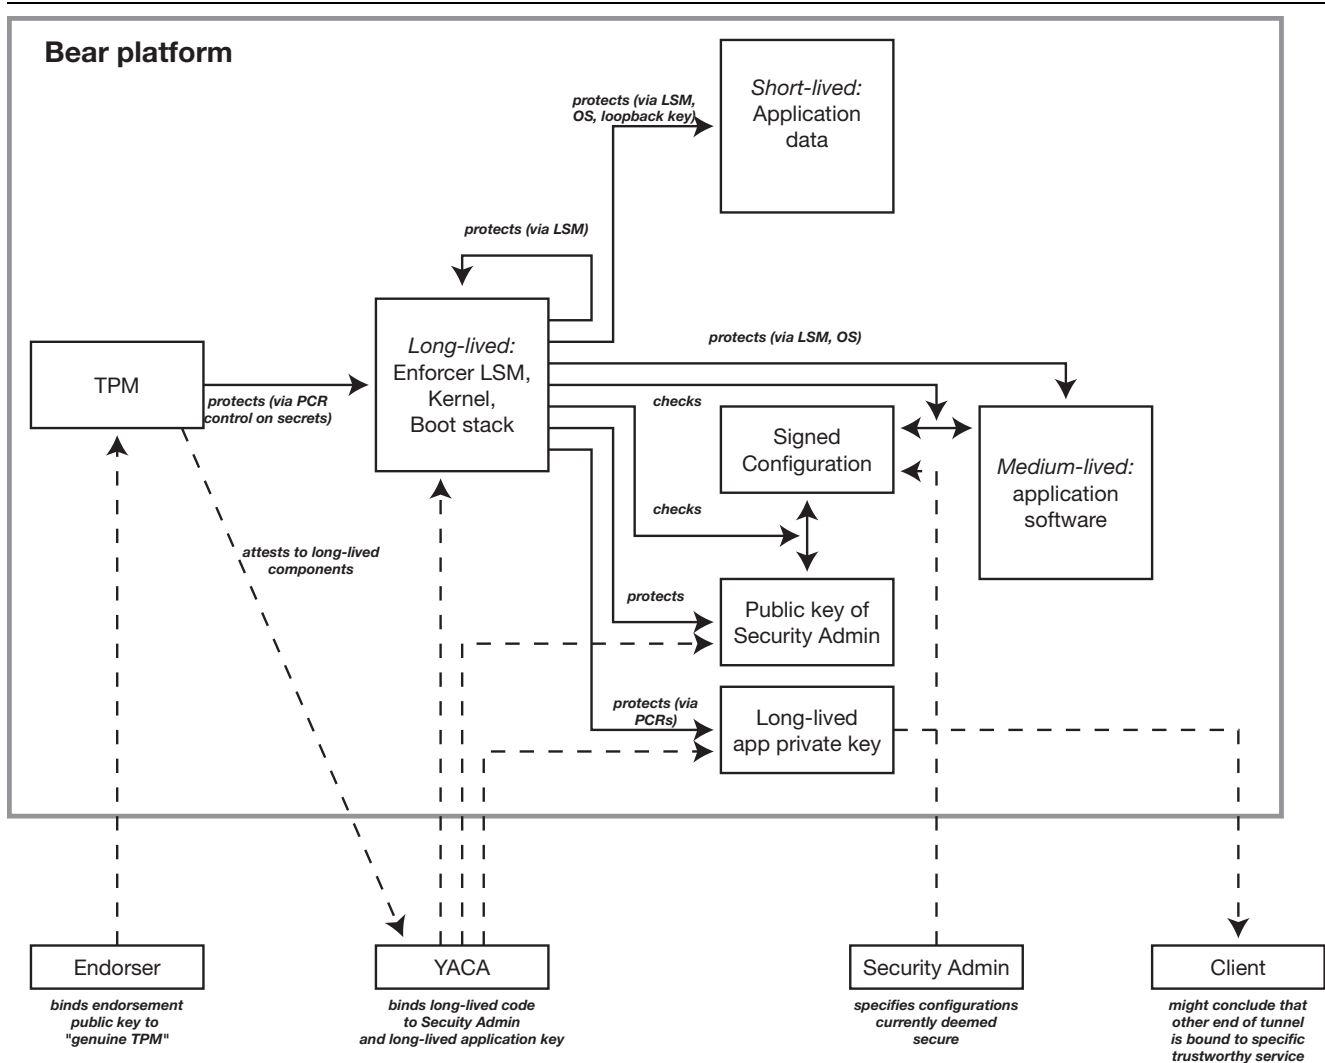 Bear platform
protects (via LSM,
OS, loopback key)
Short-lived:
Application
data
protects (via LSM)
protects (via LSM, OS)
TPM
protects (via PCR
control on secrets)
Long-lived:
Enforcer LSM,
Kernel,
Boot stack
checks
Signed
Configuration
Medium-lived:
application
software
checks
attests to long-lived
components
protects
Public key of
Security Admin
protects (via
PCRs)
Long-lived
app private key
Endorser
binds endorsement
public key to
"genuine TPM"
YACA
binds long-lived code
to Secuity Admin
and long-lived application key
Security Admin
specifies configurations
currently deemed
secure
Client
might conclude that
other end of tunnel
is bound to specific
trustworthy service